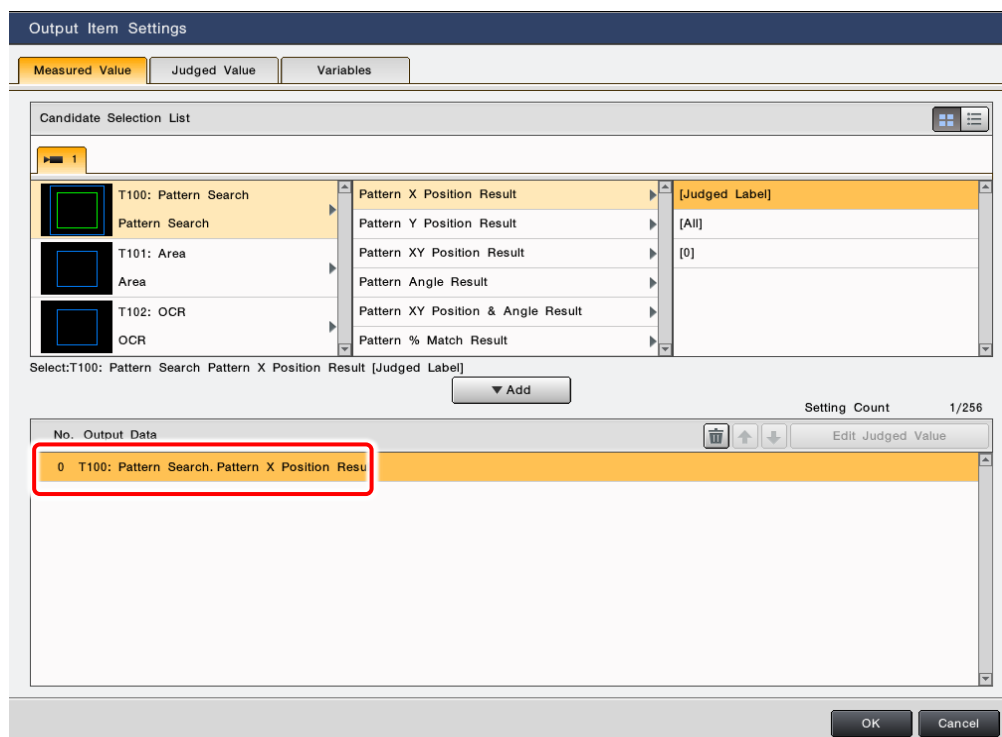 Output Item Settings
Measured Value
Judged Value
Variables
Candidate Selection List
1
T100: Pattern Search
Pattern Search
T101: Area
Area
T102: OCR
OCR
Pattern X Position Result
Pattern Y Position Result
Pattern XY Position Result
Pattern Angle Result
Pattern XY Position & Angle Result
Pattern % Match Result
[Judged Label]
[All]
[0]
Select:T100: Pattern Search Pattern X Position Result [Judged Label]
Add
Setting Count 1/256
No. Output Data
Edit Judged Value
0 T100: Pattern Search. Pattern X Position Resu
OK
Cancel